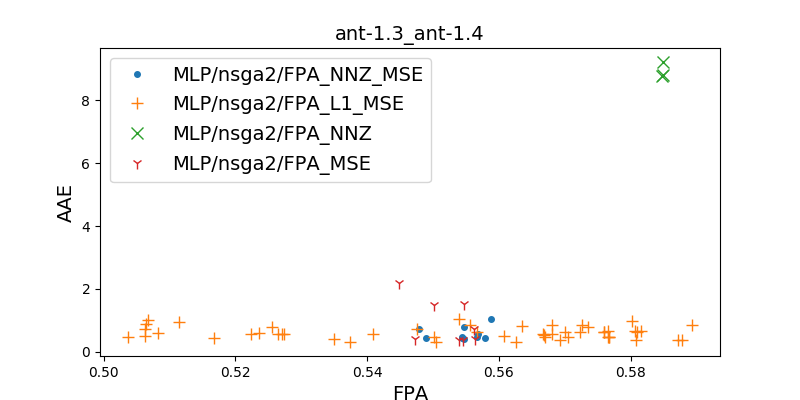 ant-1.3_ant-1.4
MLP/nsga2/FPA_NNZ_MSE
MLP/nsga2/FPA_L1_MSE
MLP/nsga2/FPA_NNZ
MLP/nsga2/FPA_MSE
AAE
8
6
4
2
0
0.50 0.52 0.54 0.56 0.58
FPA